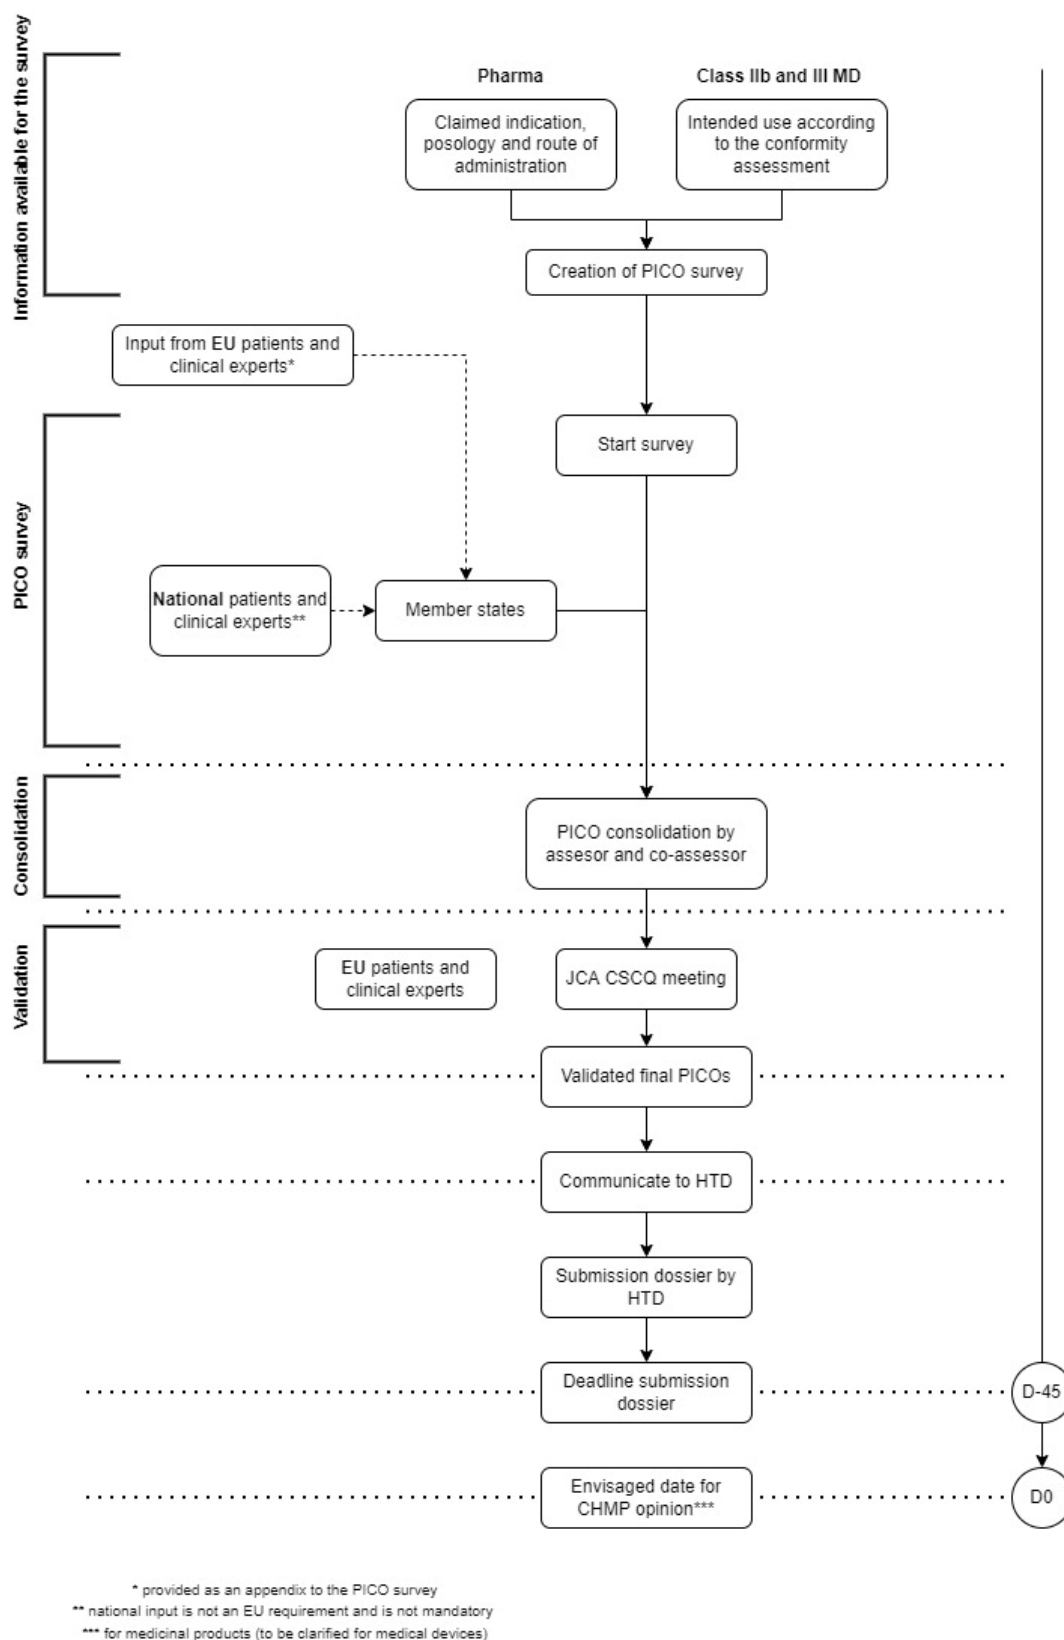 Information available for the survey
Pharma
Class IIb and III MD
Claimed indication,
posology and route of
administration
Intended use according
to the conformity
assessment
Creation of PICO survey
Input from EU patients and
clinical experts*
PICO survey
Start survey
National patients and
clinical experts**
Member states
Consolidation
PICO consolidation by
assesor and co-assessor
Validation
EU patients and
clinical experts
JCA CSCQ meeting
Validated final PICOs
Communicate to HTD
Submission dossier by
HTD
Deadline submission
dossier
D-45
Envisaged date for
CHMP opinion***
D0
* provided as an appendix to the PICO survey
** national input is not an EU requirement and is not mandatory
*** for medicinal products (to be clarified for medical devices)